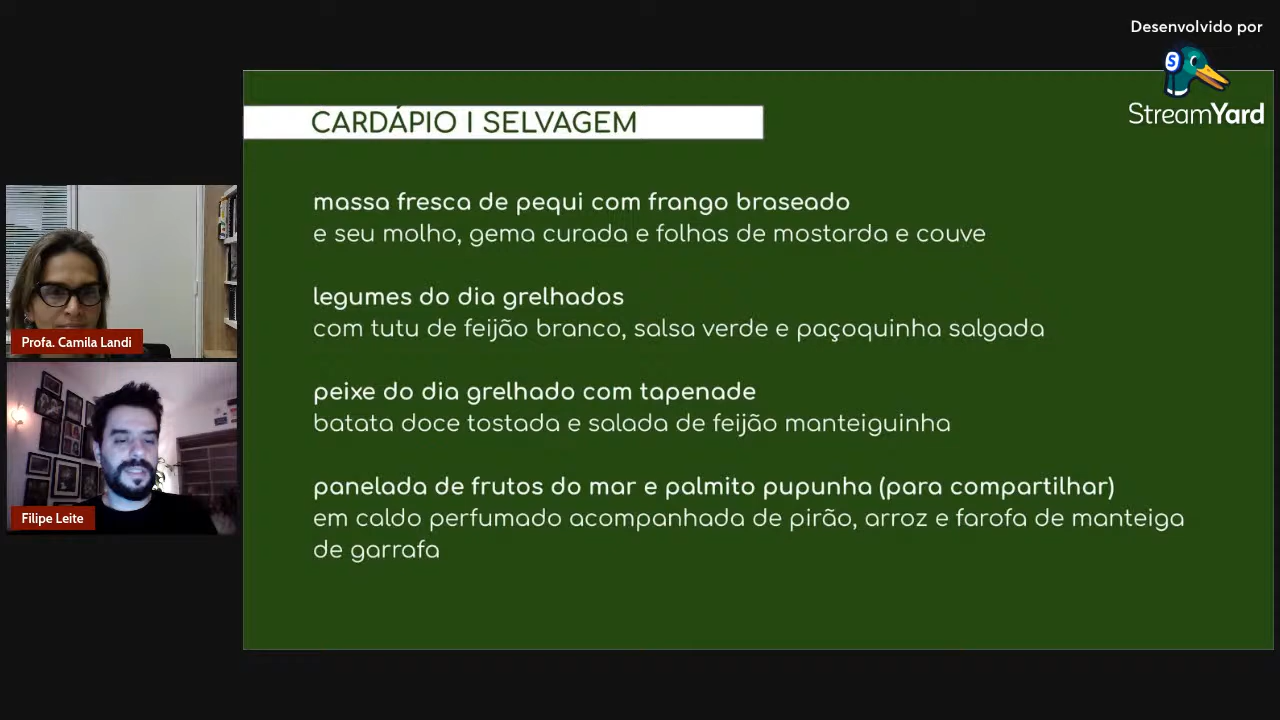 Desenvolvido por
S
StreamYard
CARDÁPIO I SELVAGEM
massa fresca de pequi com frango braseado
e seu molho, gema curada e folhas de mostarda e couve
legumes do dia grelhados
com tutu de feijão branco, salsa verde e paçoquinha salgada
peixe do dia grelhado com tapenade
batata doce tostada e salada de feijão manteiguinha
panelada de frutos do mar e palmito pupunha (para compartilhar)
em caldo perfumado acompanhada de pirão, arroz e farofa de manteiga
de garrafa
Profa. Camila Landi
Filipe Leite